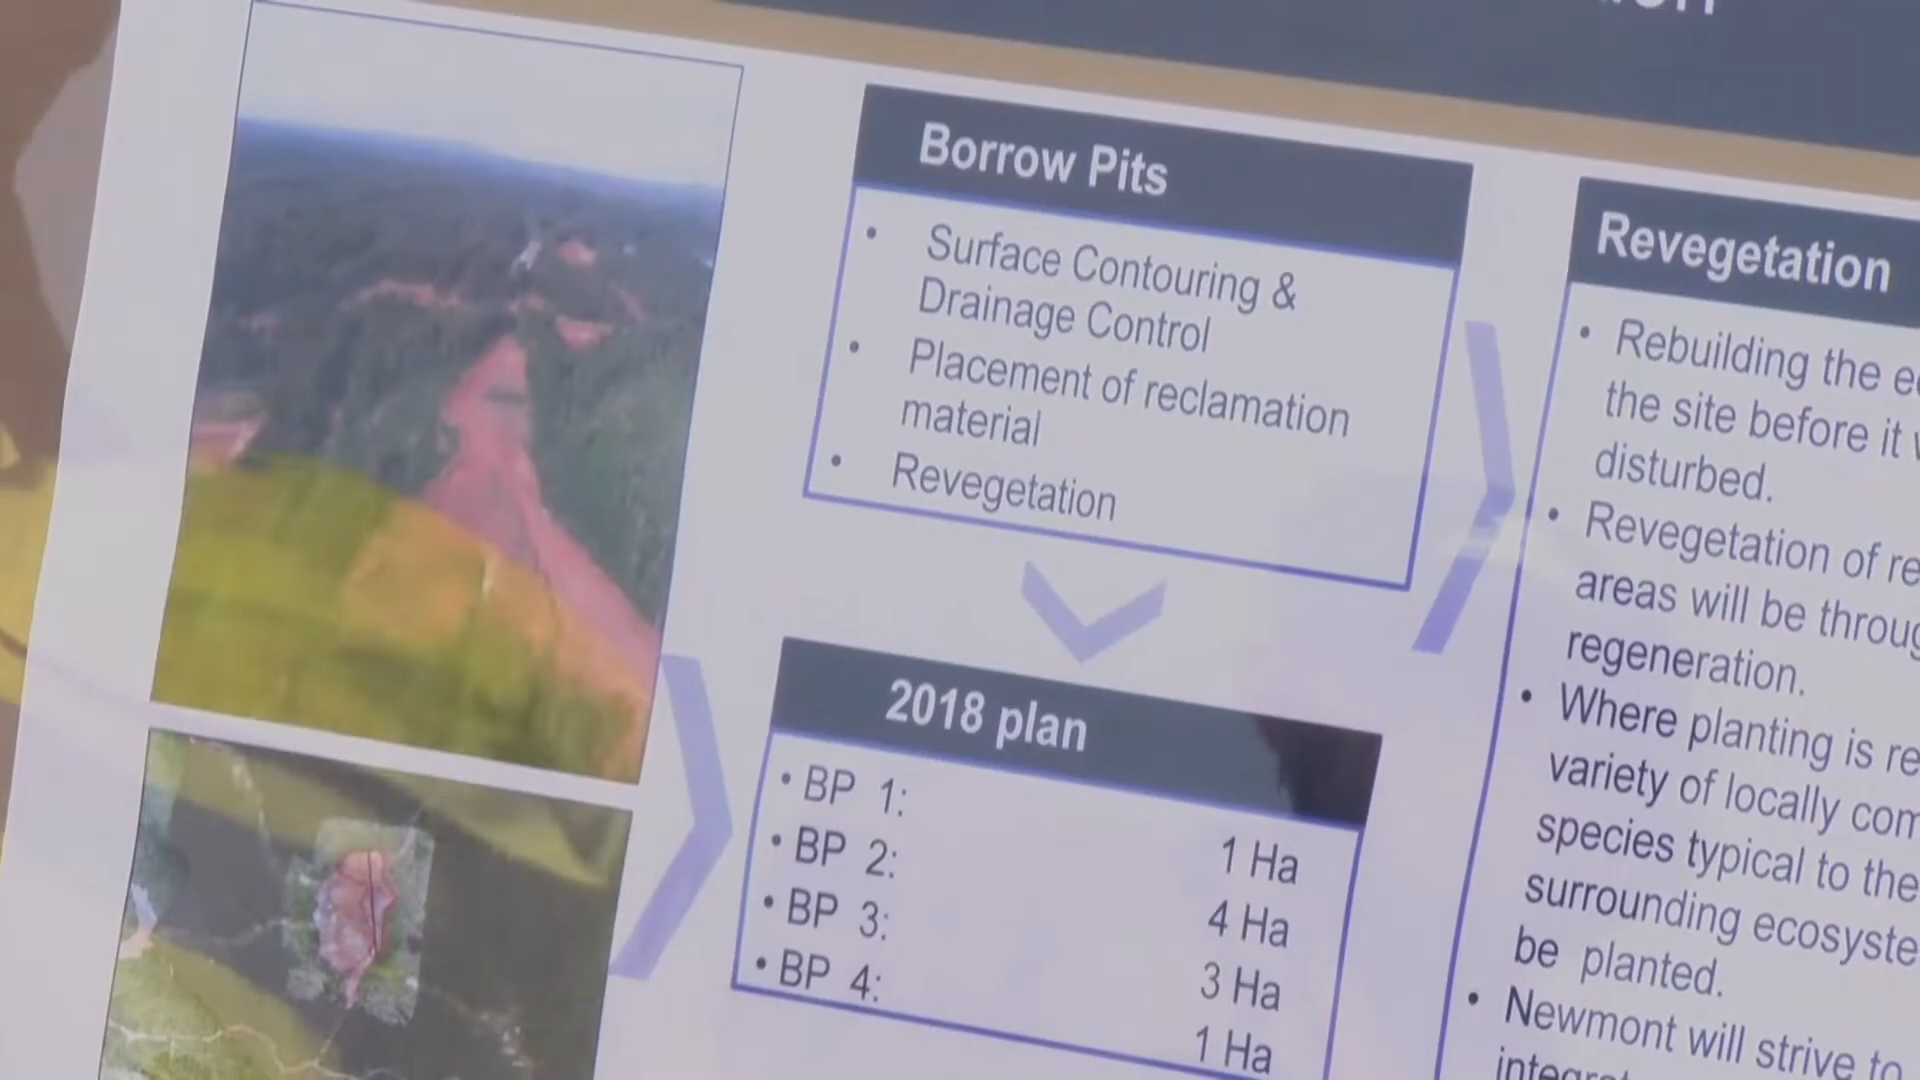 Borrow Pits
• Surface Contouring &
Drainage Control
• Placement of reclamation
material
• Revegetation
2018 plan
• BP 1: 1 Ha
• BP 2: 4 Ha
• BP 3: 3 Ha
• BP 4: 1 Ha
Revegetation
• Rebuilding the
the site before it
disturbed.
• Revegetation of
areas will be
regeneration.
• Where planting is
variety of locally
species typical to the
surrounding
be planted.
• Newmont will strive to